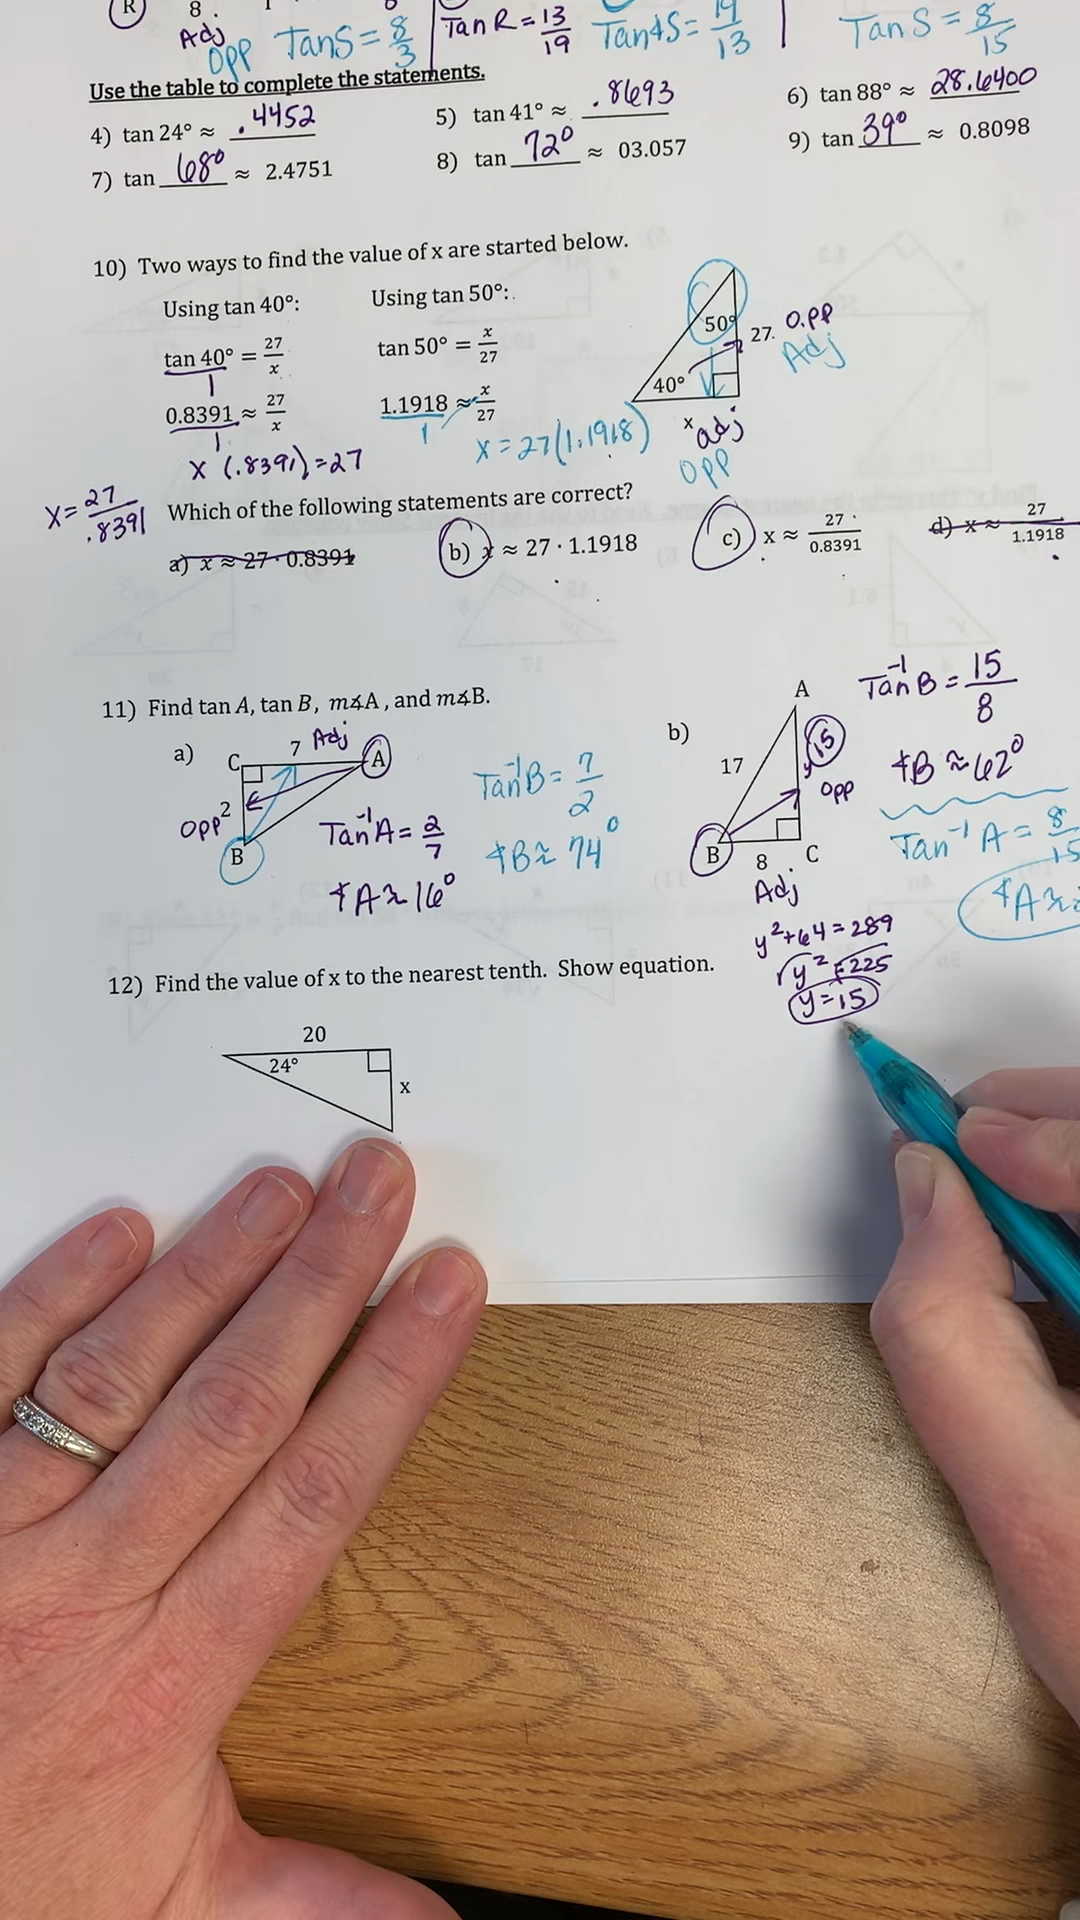 R 8 .
Adj
Opp TanS = 8/3
Tan R = 13/19 Tan∡S= 19/13
Tan S = 8/15
Use the table to complete the statements.
4) tan 24° ≈ .4452 5) tan 41° ≈ .8693 6) tan 88° ≈ 28.6400
7) tan 68° ≈ 2.4751 8) tan 72° ≈ 03.057 9) tan 39° ≈ 0.8098
10) Two ways to find the value of x are started below.
Using tan 40°: Using tan 50°:
tan 40° = 27/x tan 50° = x/27
1
0.8391 ≈ 27/x 1.1918 ≈ x/27
1 1
x (.8391)=27 x = 27(1.1918)
x= 27/.8391
50° 27. Opp
Adj
40°
x adj
Opp
Which of the following statements are correct?
a) x ≈ 27 · 0.8391 b) x ≈ 27 · 1.1918 c) x ≈ 27/0.8391 d) x ≈ 27/1.1918
11) Find tan A, tan B, m∡A , and m∡B.
a) C 7 Adj A
Opp 2
B
Tan⁻¹A = 2/7
∡A≈16°
Tan⁻¹B = 7/2
∡B≈ 74°
b) A
17 15
Opp
B 8 C
Adj
y²+64=289
√y²=√225
y=15
Tan⁻¹B = 15/8
∡B ≈ 62°
Tan⁻¹ A = 8/15
∡A≈
12) Find the value of x to the nearest tenth. Show equation.
20
24°
x